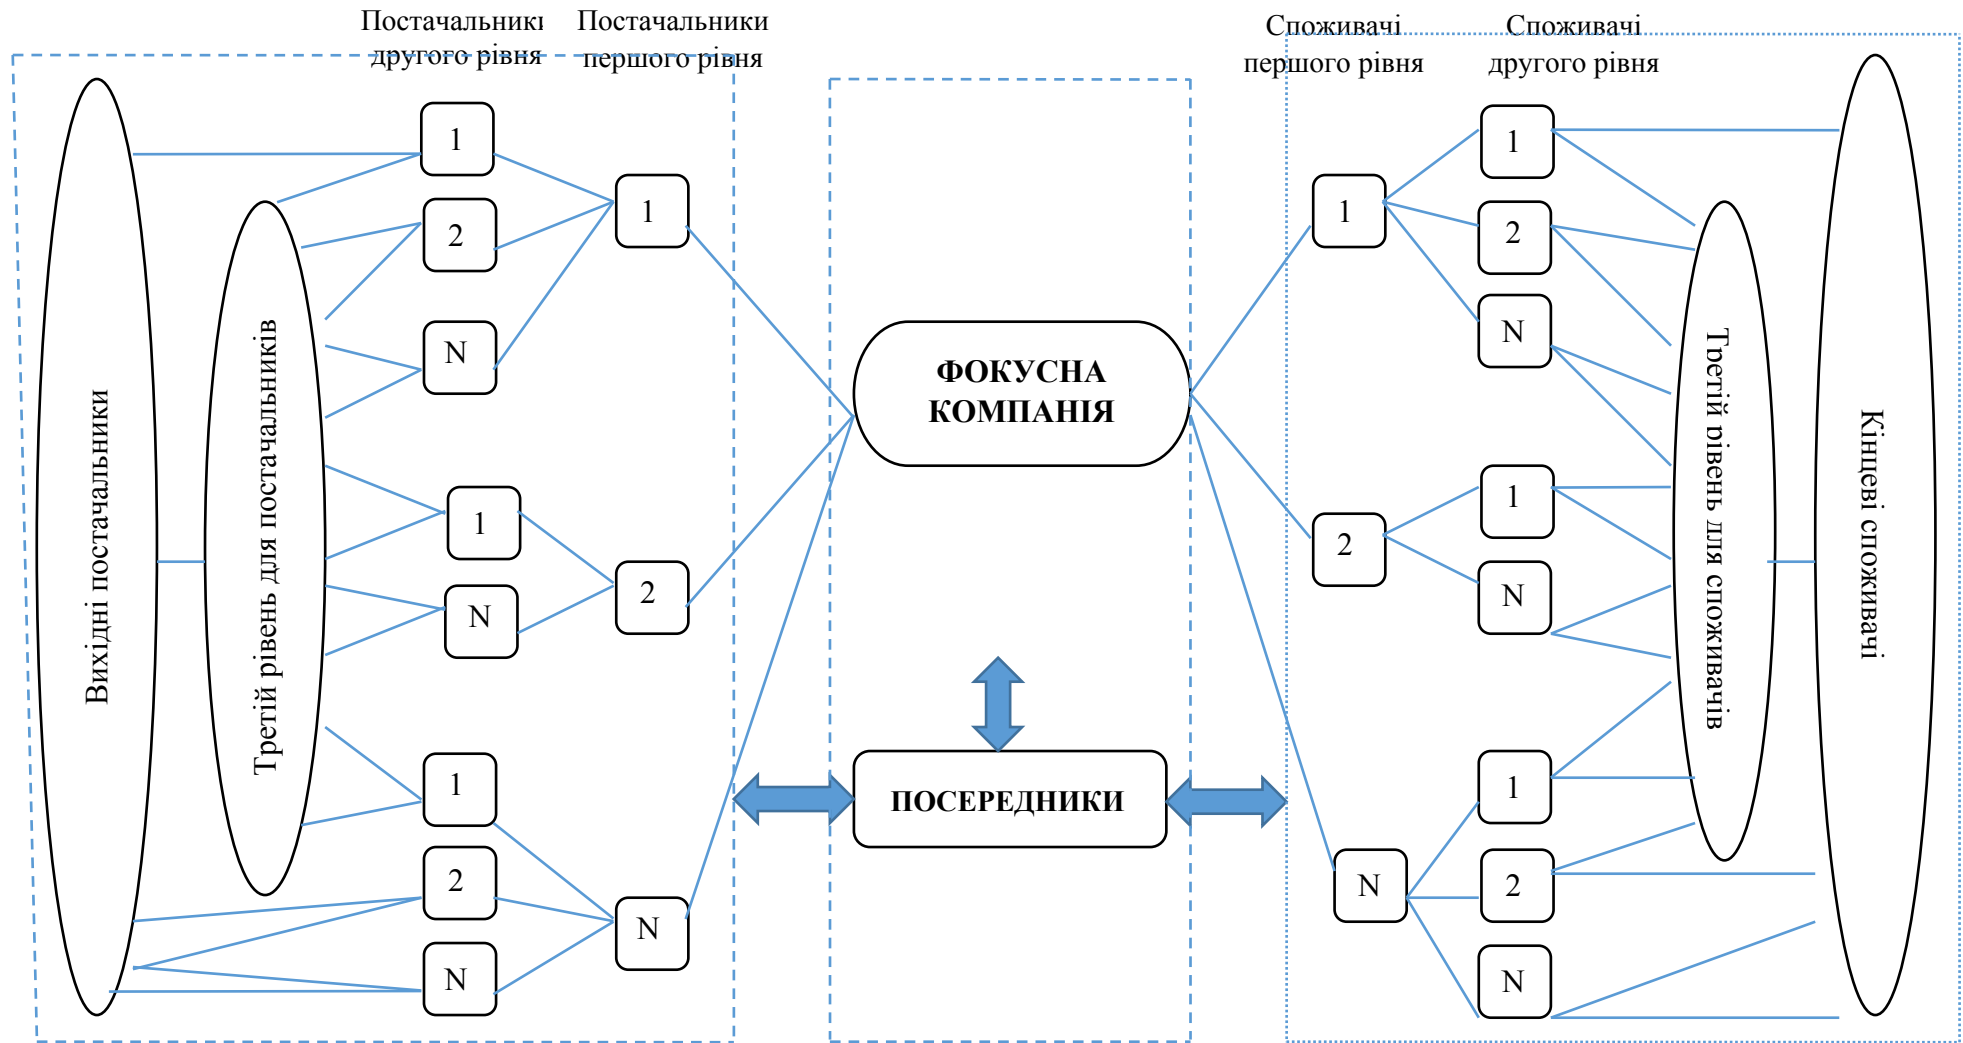 Постачальники
другого рівня
Постачальники
першого рівня
Споживачі
першого рівня
Споживачі
другого рівня
Вихідні постачальники
Третій рівень для постачальників
1
2
N
1
N
1
2
N
1
2
N
ФОКУСНА
КОМПАНІЯ
ПОСЕРЕДНИКИ
1
2
N
1
2
N
1
N
1
2
N
Третій рівень для споживачів
Кінцеві споживачі